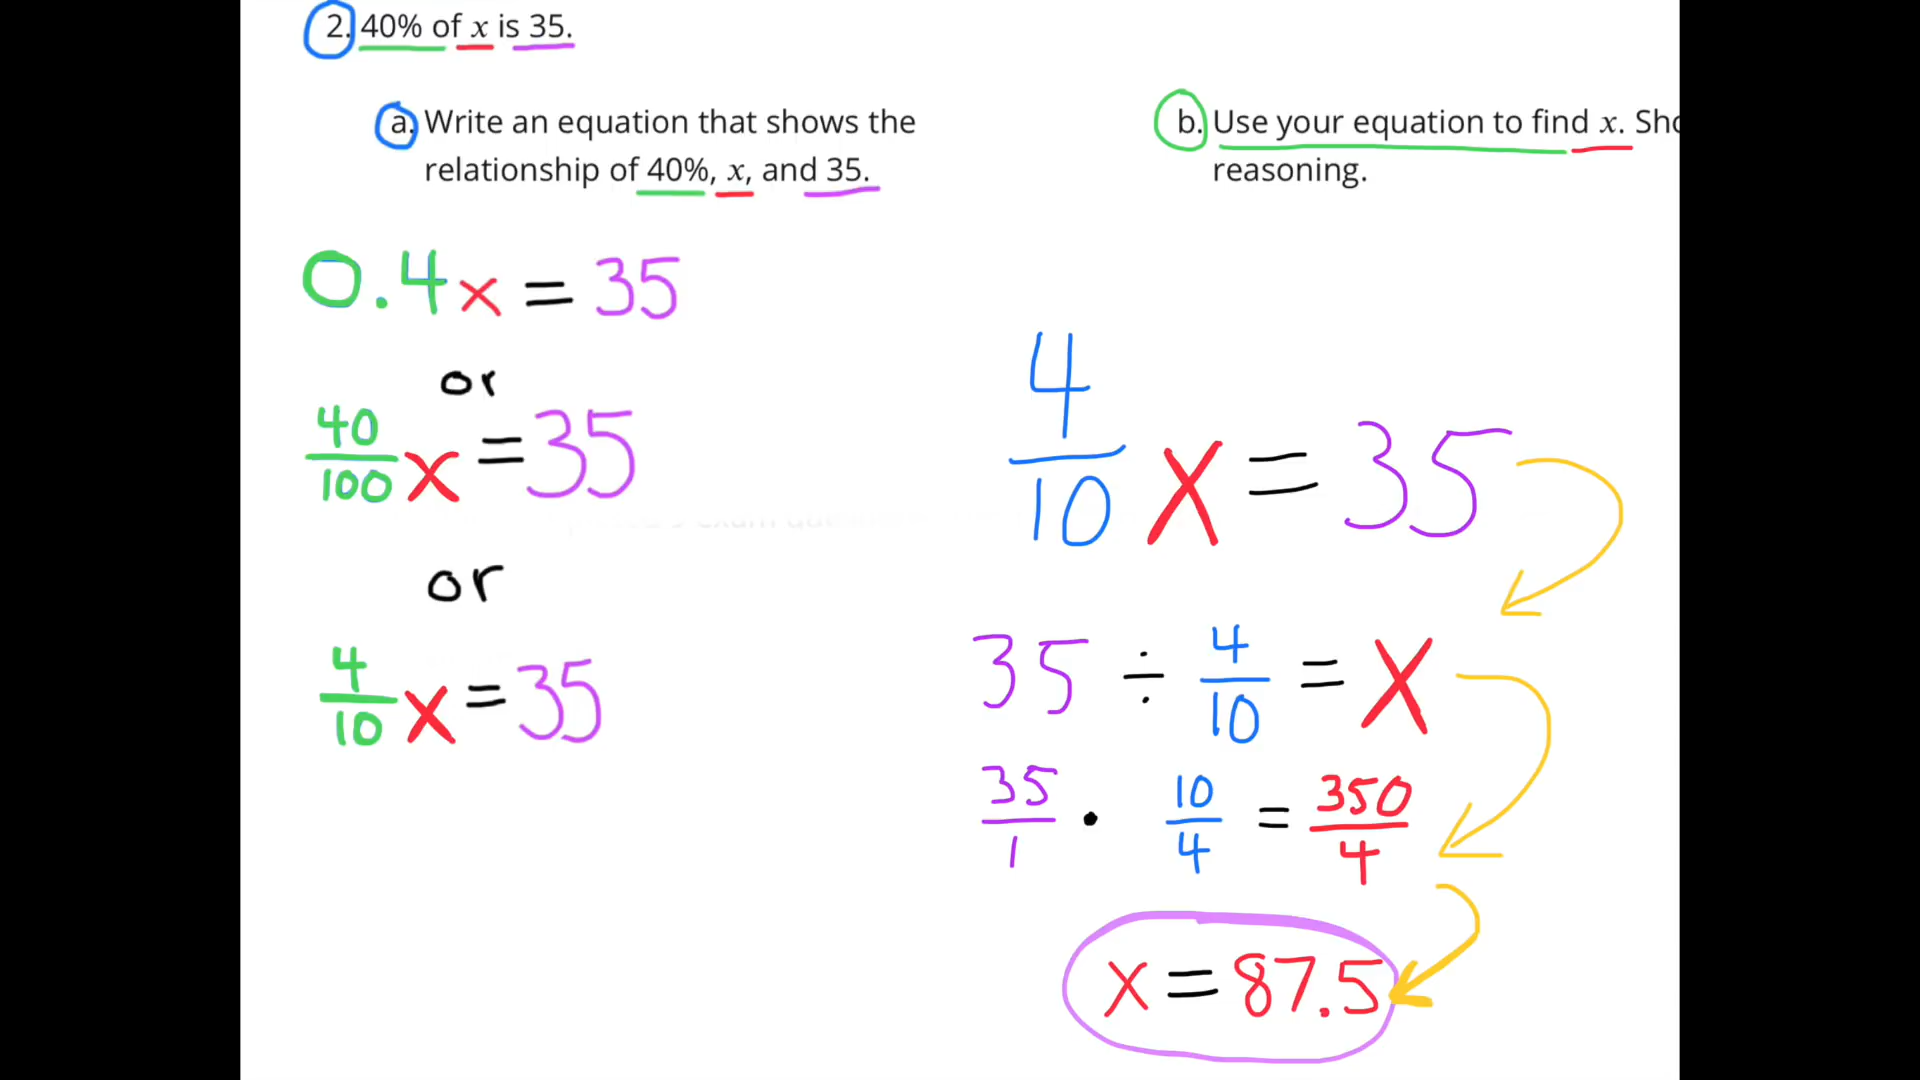 2. 40% of x is 35.
a. Write an equation that shows the
relationship of 40%, x, and 35.
0.4x = 35
or
40/100 x = 35
or
4/10 x = 35
b. Use your equation to find x.
reasoning.
4/10 x = 35
35 ÷ 4/10 = x
35/1 · 10/4 = 350/4
x = 87.5